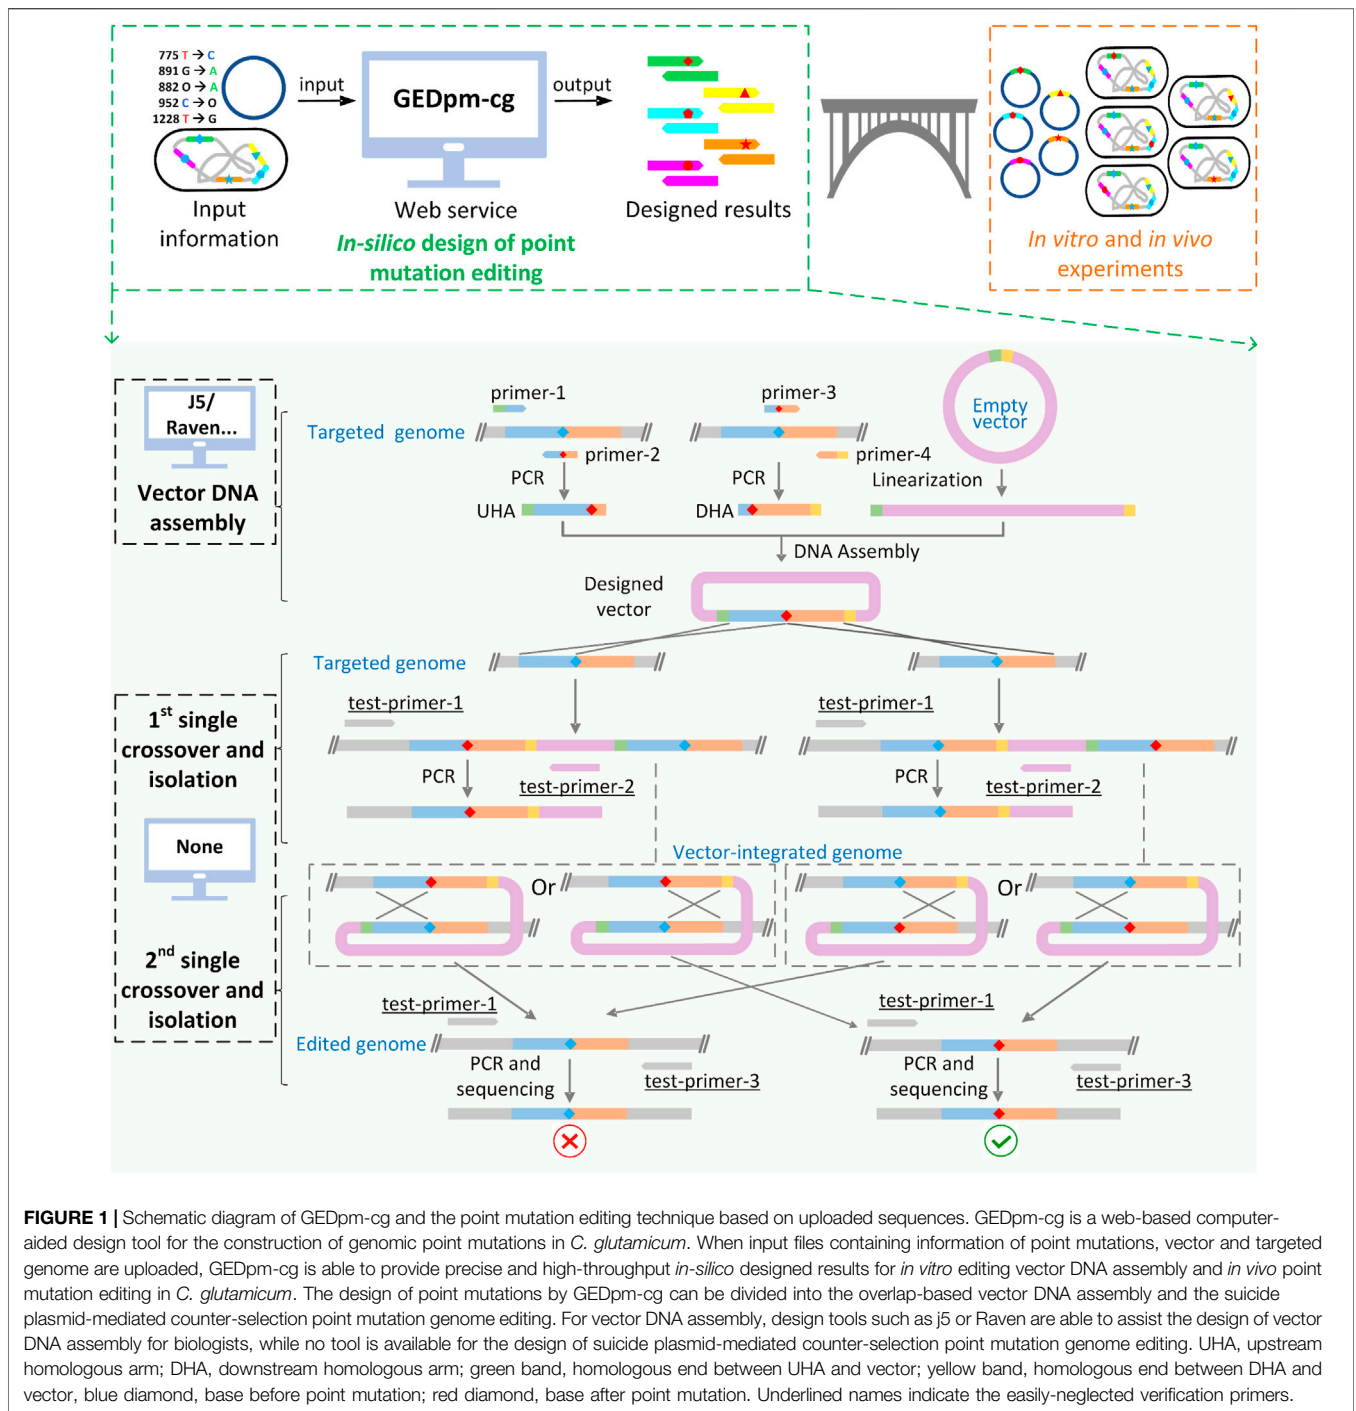 775 T → C
891 G → A
882 O → A
952 C → O
1228 T → G
input
GEDpm-cg
output
Input
information
Web service
Designed results
In-silico design of point
mutation editing
In vitro and in vivo
experiments
J5/
Raven...
Vector DNA
assembly
primer-1
primer-3
Empty
vector
Targeted genome
primer-2
primer-4
PCR
PCR
Linearization
UHA
DHA
DNA Assembly
Designed
vector
Targeted genome
1st single
crossover and
isolation
test-primer-1
test-primer-1
PCR
test-primer-2
PCR
test-primer-2
None
Vector-integrated genome
Or
Or
2nd single
crossover and
isolation
test-primer-1
test-primer-1
Edited genome
PCR and
sequencing
test-primer-3
PCR and
sequencing
test-primer-3
FIGURE 1 | Schematic diagram of GEDpm-cg and the point mutation editing technique based on uploaded sequences. GEDpm-cg is a web-based computer-
aided design tool for the construction of genomic point mutations in C. glutamicum. When input files containing information of point mutations, vector and targeted
genome are uploaded, GEDpm-cg is able to provide precise and high-throughput in-silico designed results for in vitro editing vector DNA assembly and in vivo point
mutation editing in C. glutamicum. The design of point mutations by GEDpm-cg can be divided into the overlap-based vector DNA assembly and the suicide
plasmid-mediated counter-selection point mutation genome editing. For vector DNA assembly, design tools such as j5 or Raven are able to assist the design of vector
DNA assembly for biologists, while no tool is available for the design of suicide plasmid-mediated counter-selection point mutation genome editing. UHA, upstream
homologous arm; DHA, downstream homologous arm; green band, homologous end between UHA and vector; yellow band, homologous end between DHA and
vector, blue diamond, base before point mutation; red diamond, base after point mutation. Underlined names indicate the easily-neglected verification primers.